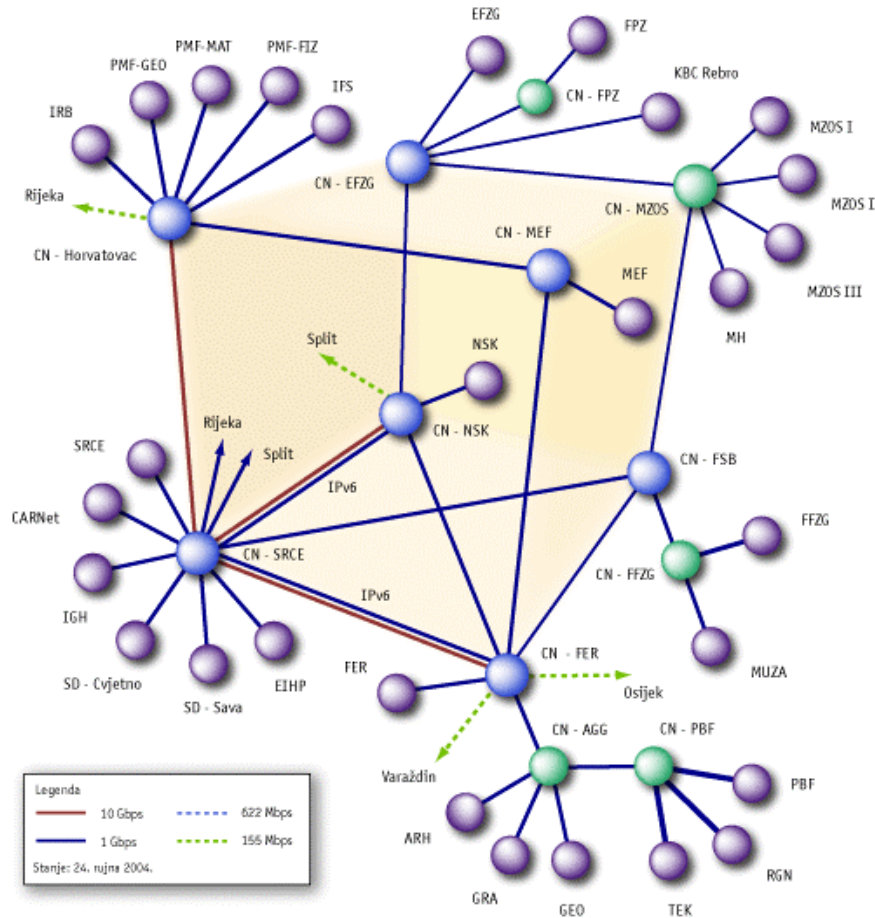 EFZG
FPZ
PMF-MAT
PMF-FIZ
PMF-GEO
IFS
KBC Rebro
CN - FPZ
IRB
MZOS I
CN - EFZG
Rijeka
CN - MZOS
MZOS I
CN - MEF
CN - Horvatovac
MEF
MZOS III
MH
Split
NSK
Rijeka
CN - NSK
SRCE
Split
CN - FSB
IPv6
CARNet
FFZG
CN - SRCE
CN - FFZG
IPv6
IGH
CN - FER
FER
MUZA
SD - Cvjetno
EIHP
Osijek
SD - Sava
CN - AGG
CN - PBF
Varaždin
PBF
Legenda
10 Gbps
622 Mbps
1 Gbps
155 Mbps
ARH
Stanje: 24. rujna 2004.
RGN
GRA
GEO
TEK